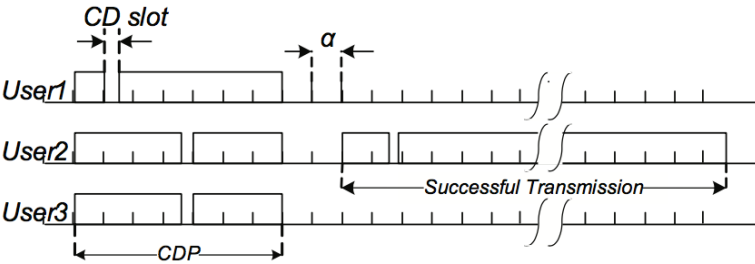 CD slot
α
User1
User2
Successful Transmission
User3
CDP